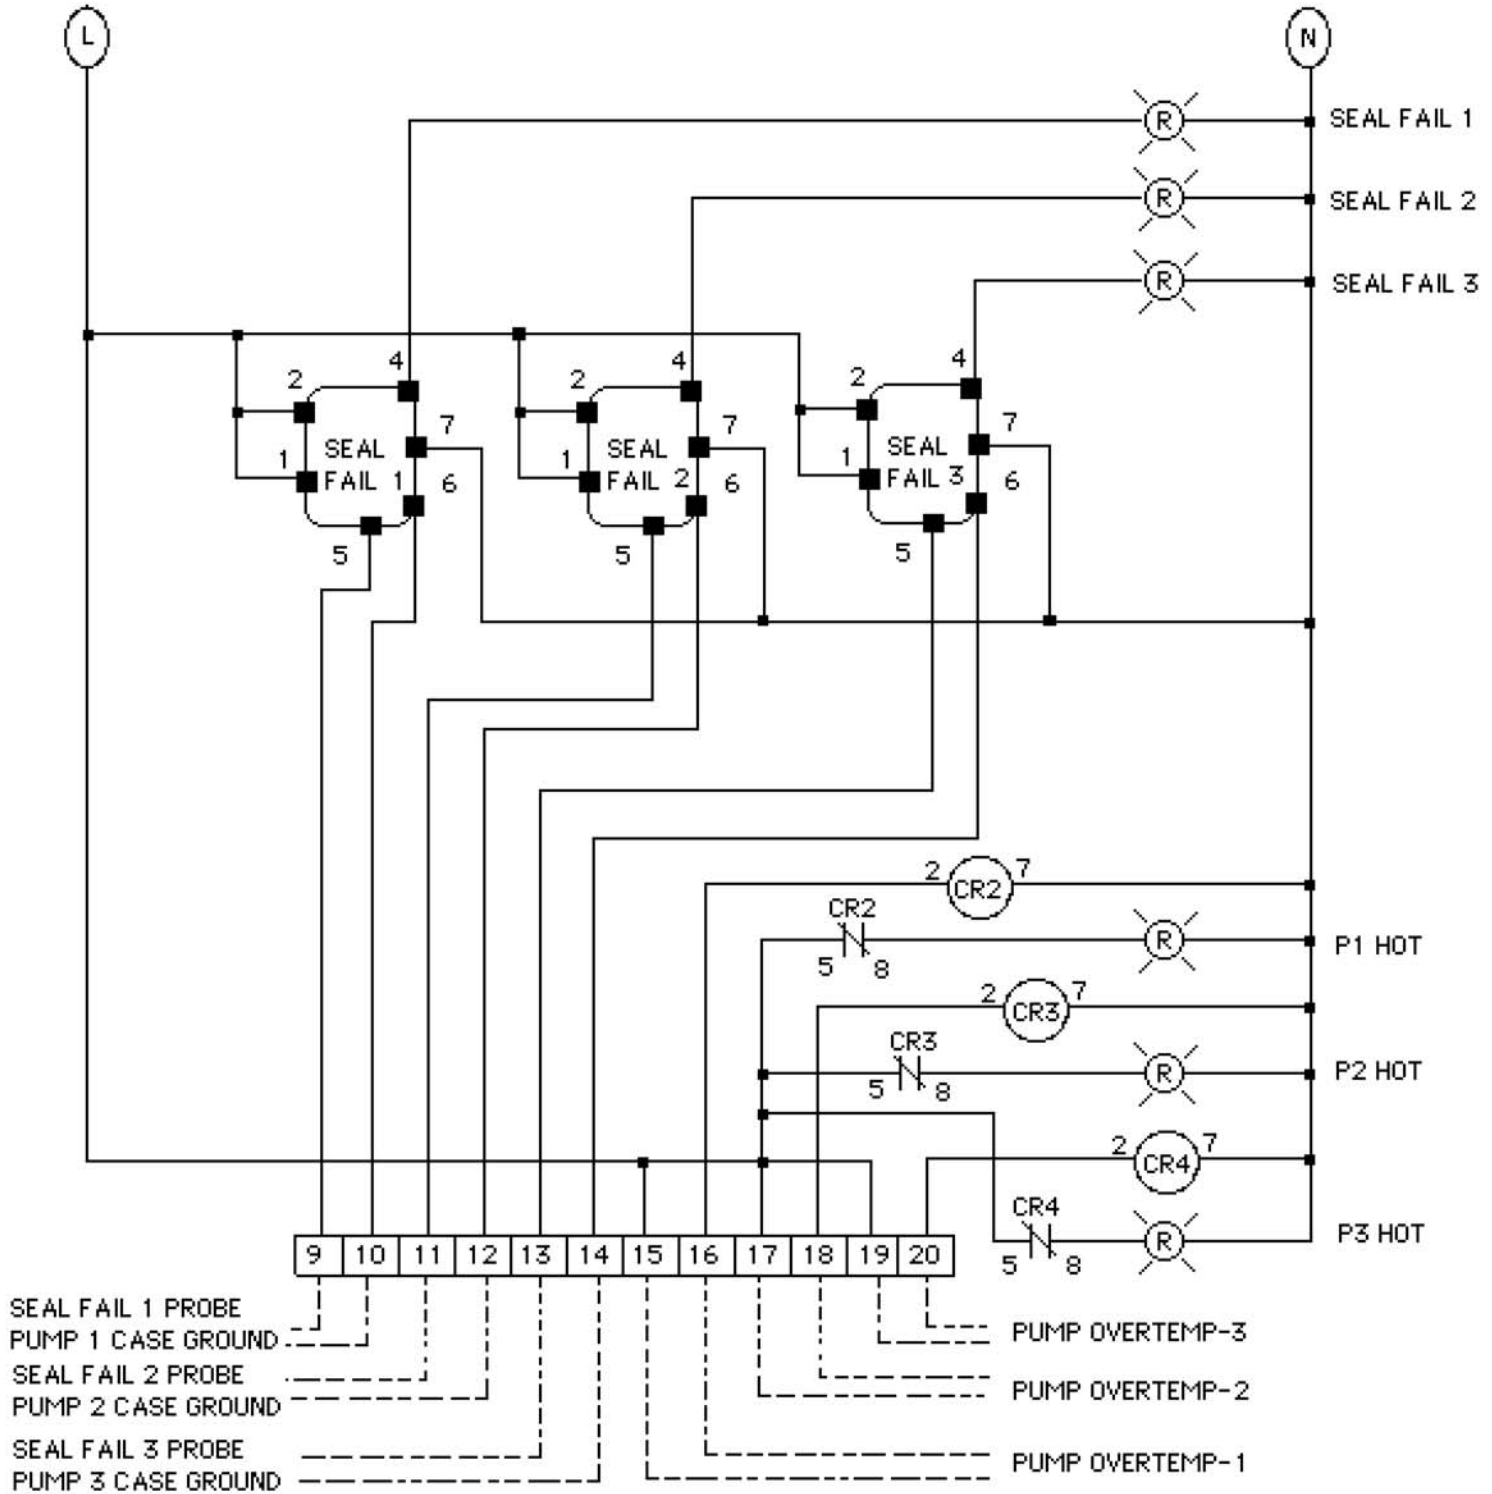 L
N
R
SEAL FAIL 1
R
SEAL FAIL 2
R
SEAL FAIL 3
2
4
7
1
SEAL
FAIL 1
6
5
2
4
7
1
SEAL
FAIL 2
6
5
2
4
7
1
SEAL
FAIL 3
6
5
2
CR2
7
CR2
5
8
R
P1 HOT
2
CR3
7
CR3
5
8
R
P2 HOT
2
CR4
7
CR4
5
8
R
P3 HOT
9 10 11 12 13 14 15 16 17 18 19 20
SEAL FAIL 1 PROBE
PUMP 1 CASE GROUND
SEAL FAIL 2 PROBE
PUMP 2 CASE GROUND
SEAL FAIL 3 PROBE
PUMP 3 CASE GROUND
PUMP OVERTEMP-3
PUMP OVERTEMP-2
PUMP OVERTEMP-1